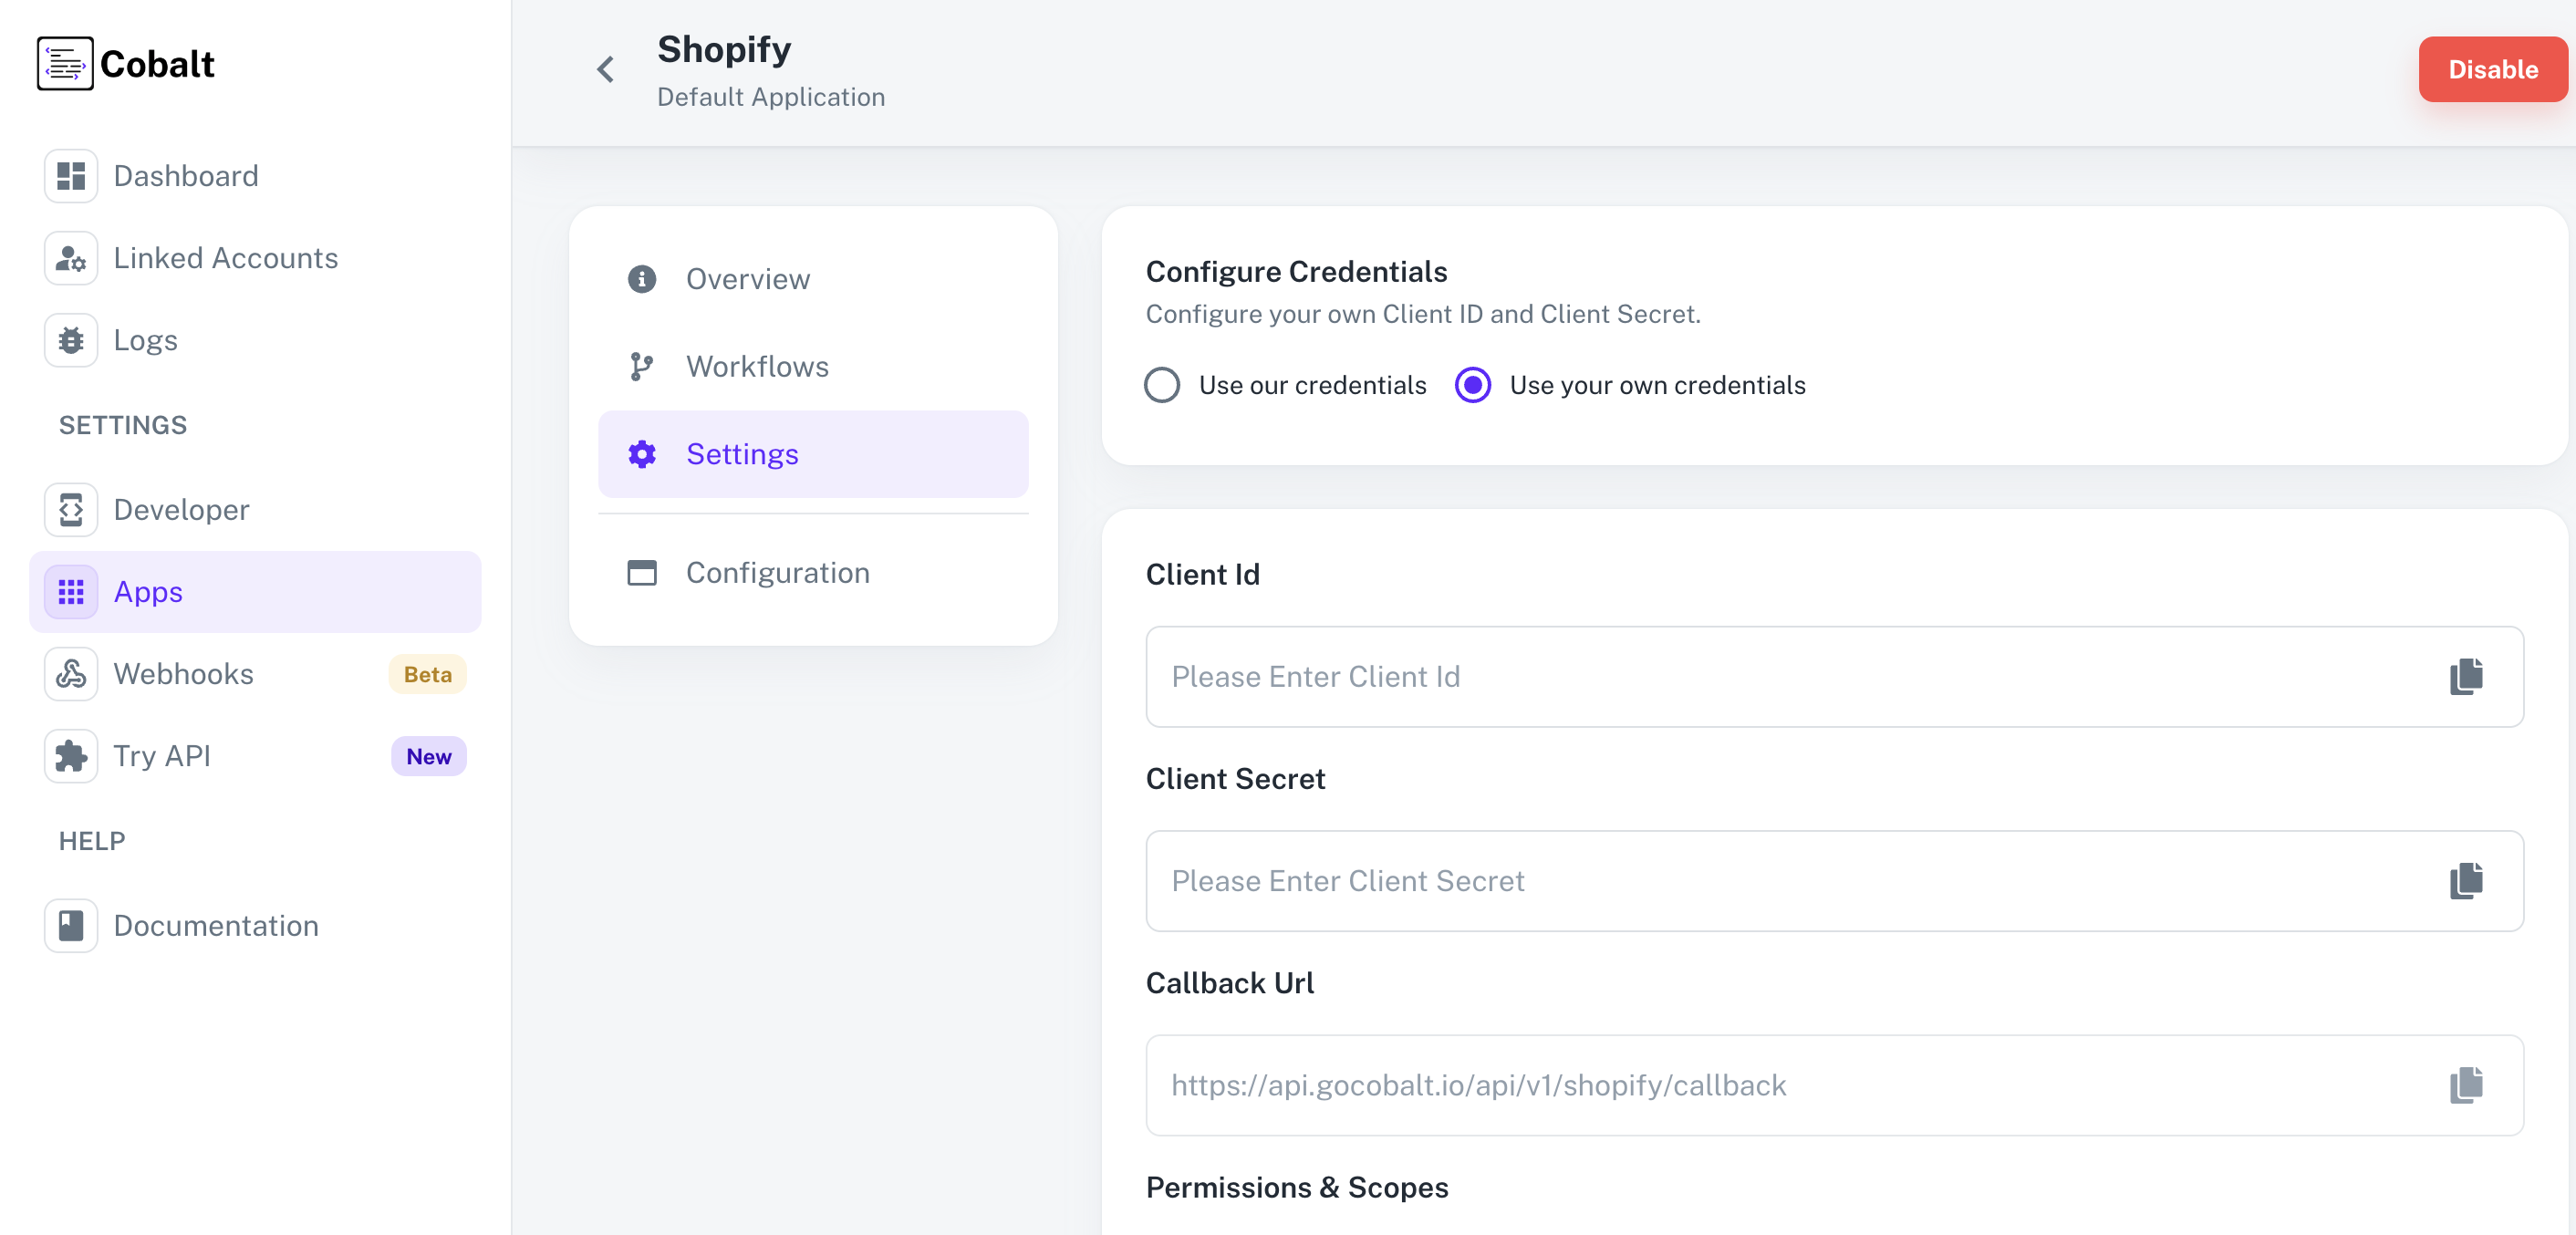 Cobalt
Dashboard
Linked Accounts
Logs
SETTINGS
Developer
Apps
Webhooks Beta
Try API New
HELP
Documentation
Shopify
Default Application
Disable
Overview
Workflows
Settings
Configuration
Configure Credentials
Configure your own Client ID and Client Secret.
Use our credentials Use your own credentials
Client Id
Please Enter Client Id
Client Secret
Please Enter Client Secret
Callback Url
https://api.gocobalt.io/api/v1/shopify/callback
Permissions & Scopes